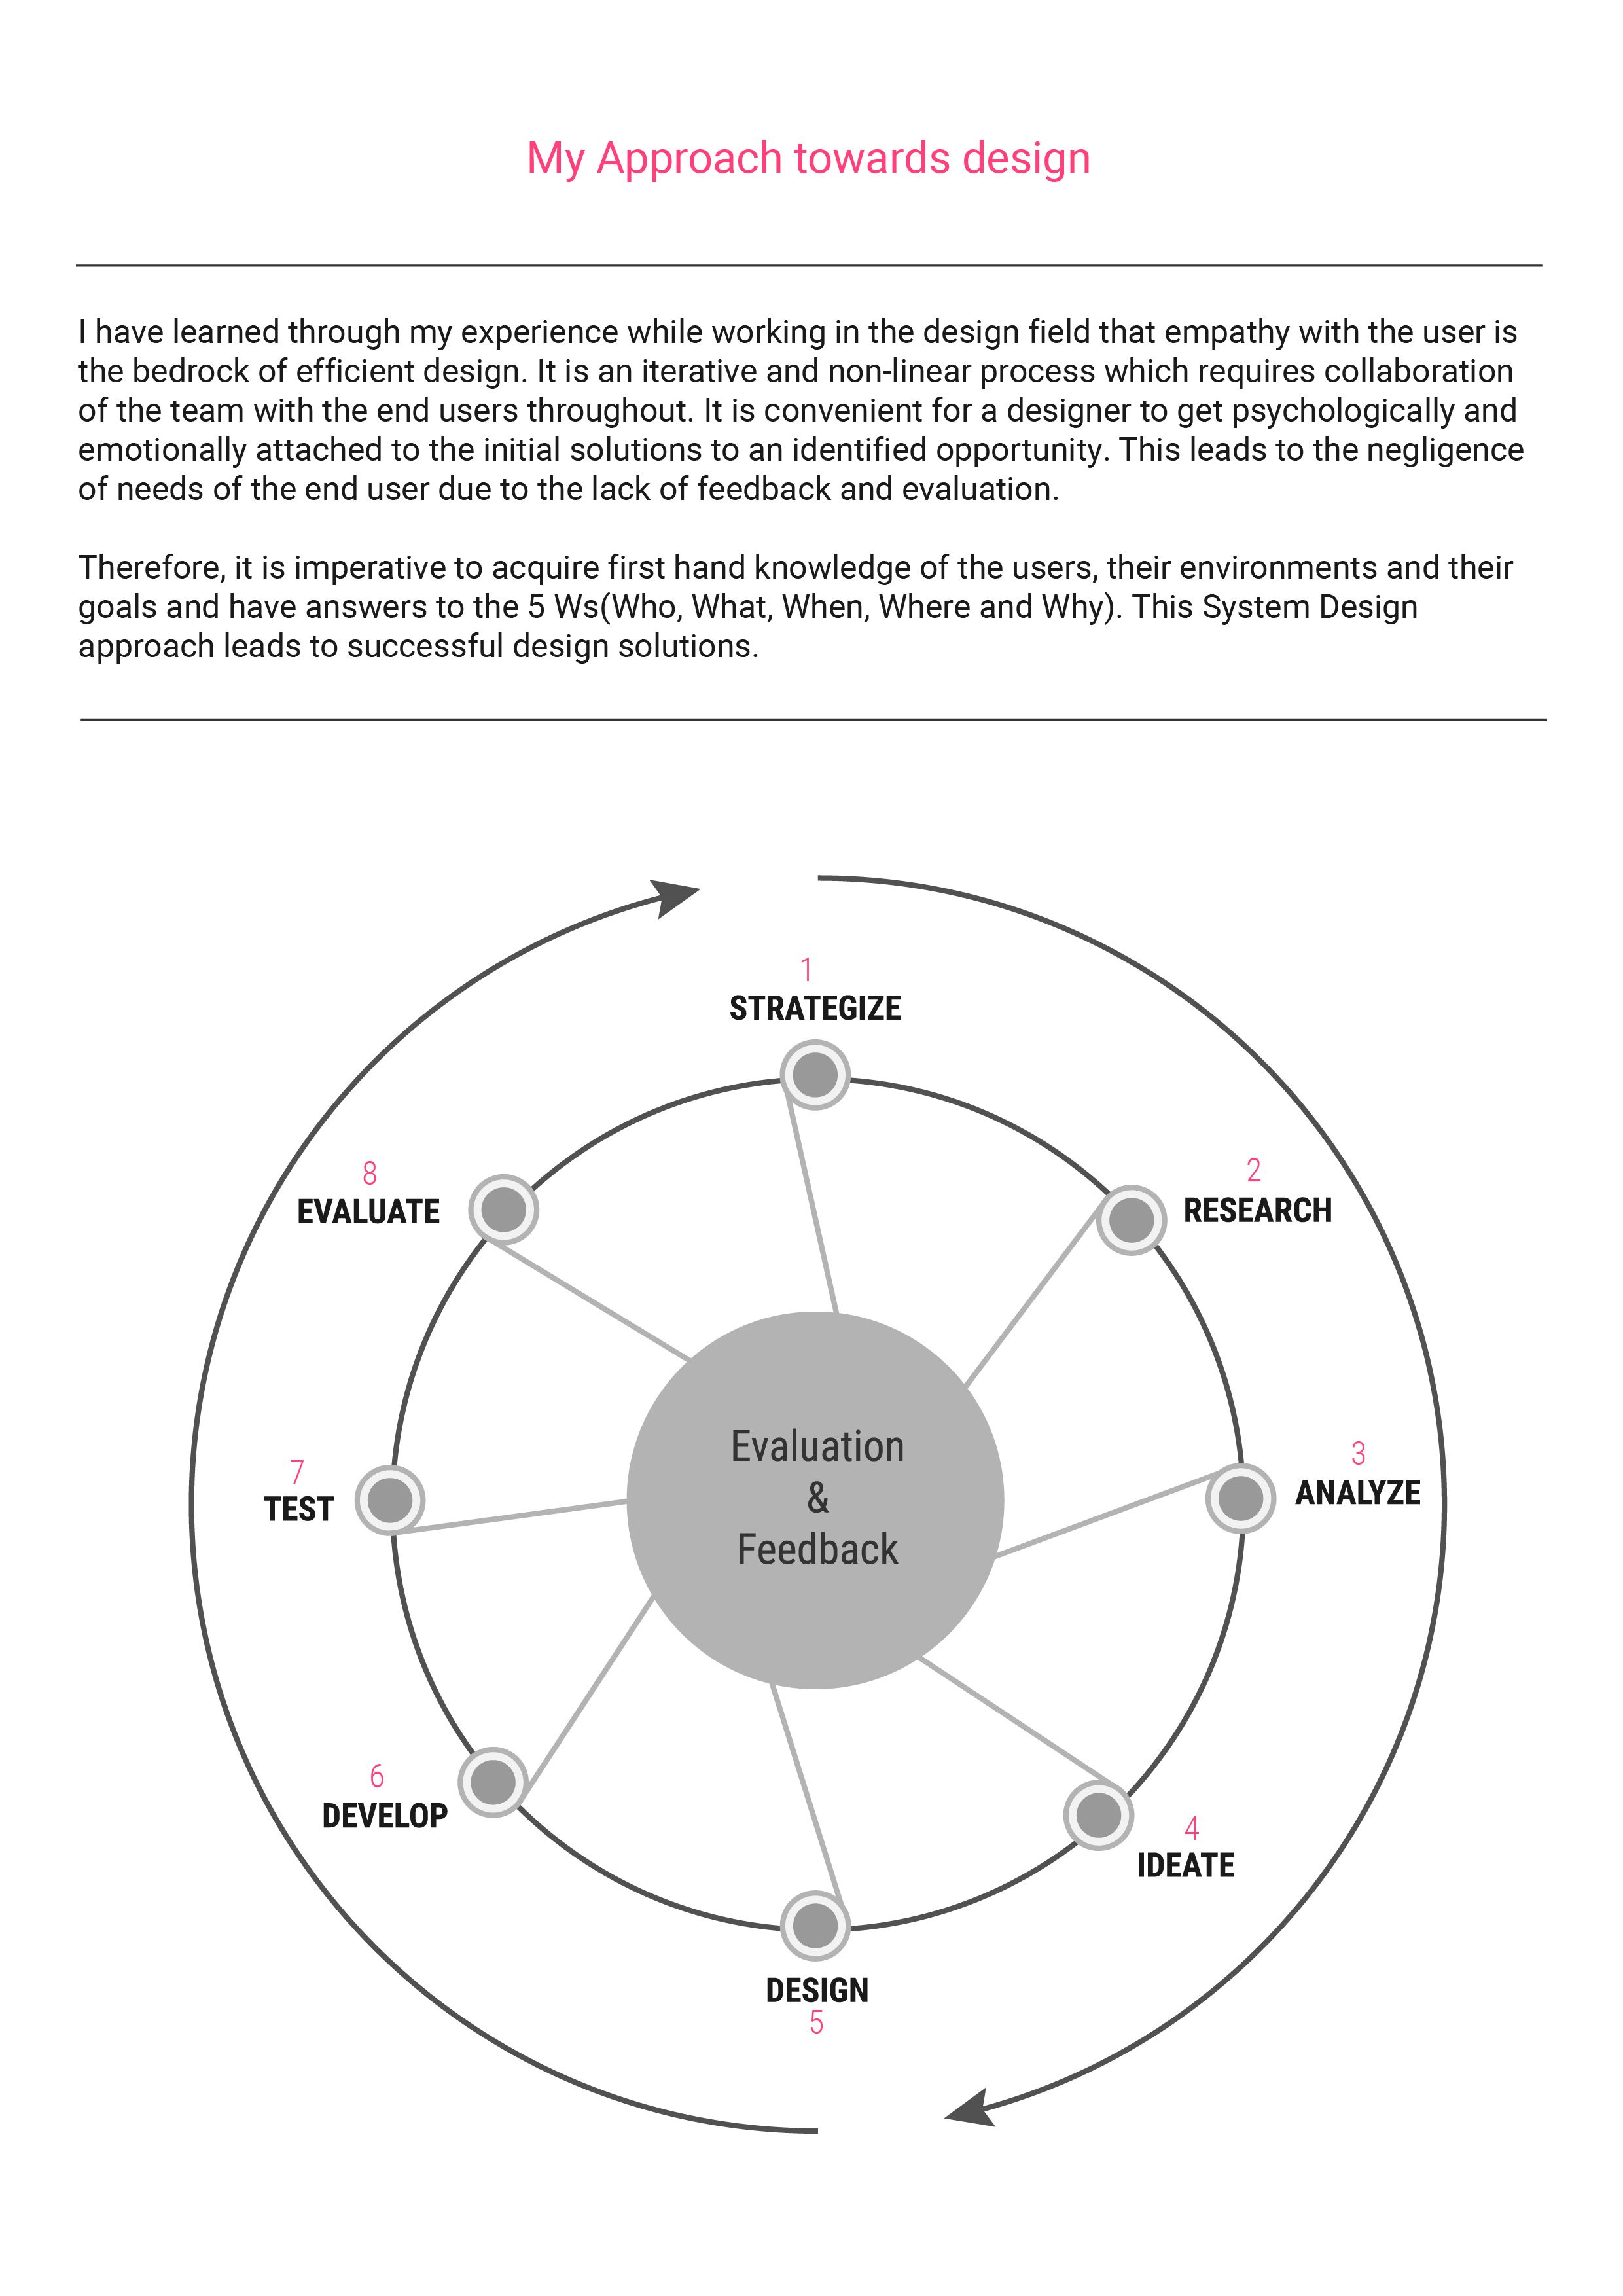 My Approach towards design
I have learned through my experience while working in the design field that empathy with the user is
the bedrock of efficient design. It is an iterative and non-linear process which requires collaboration
of the team with the end users throughout. It is convenient for a designer to get psychologically and
emotionally attached to the initial solutions to an identified opportunity. This leads to the negligence
of needs of the end user due to the lack of feedback and evaluation.
Therefore, it is imperative to acquire first hand knowledge of the users, their environments and their
goals and have answers to the 5 Ws(Who, What, When, Where and Why). This System Design
approach leads to successful design solutions.
1
STRATEGIZE
2
RESEARCH
3
ANALYZE
4
IDEATE
DESIGN
5
6
DEVELOP
7
TEST
8
EVALUATE
Evaluation
&
Feedback